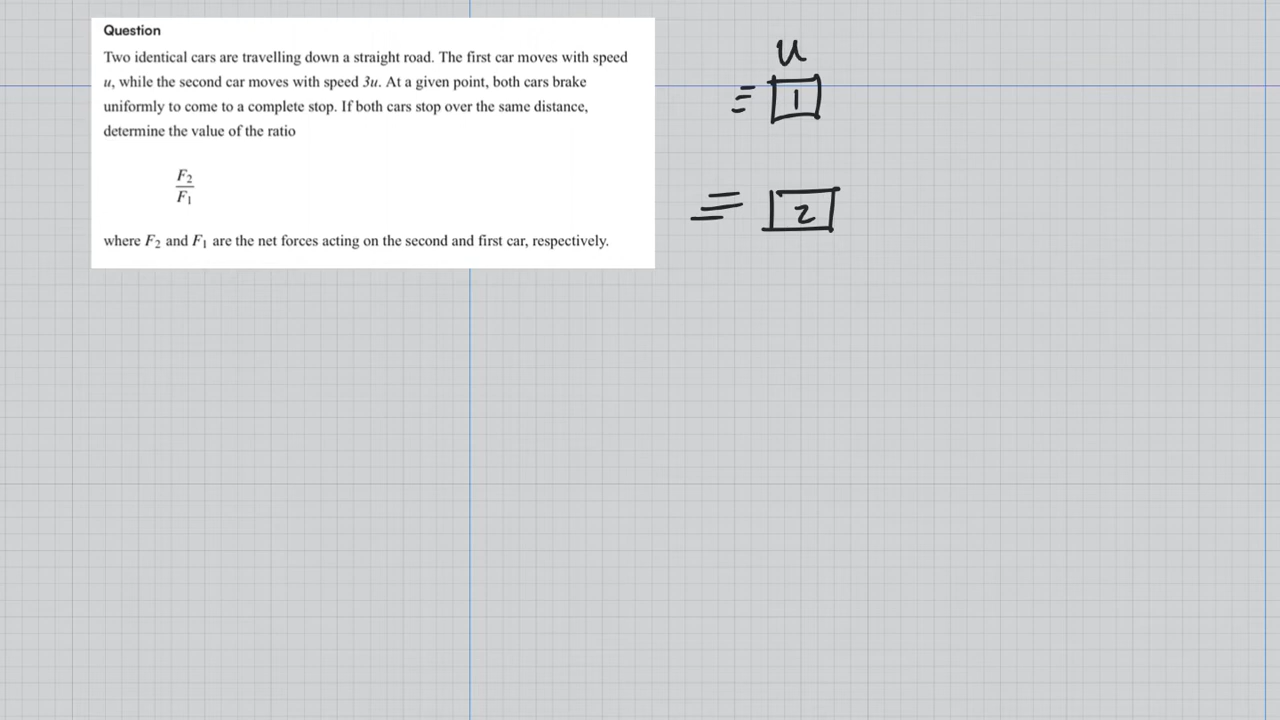 Question
Two identical cars are travelling down a straight road. The first car moves with speed
u, while the second car moves with speed 3u. At a given point, both cars brake
uniformly to come to a complete stop. If both cars stop over the same distance,
determine the value of the ratio
F₂
F₁
where F₂ and F₁ are the net forces acting on the second and first car, respectively.
u
1
2